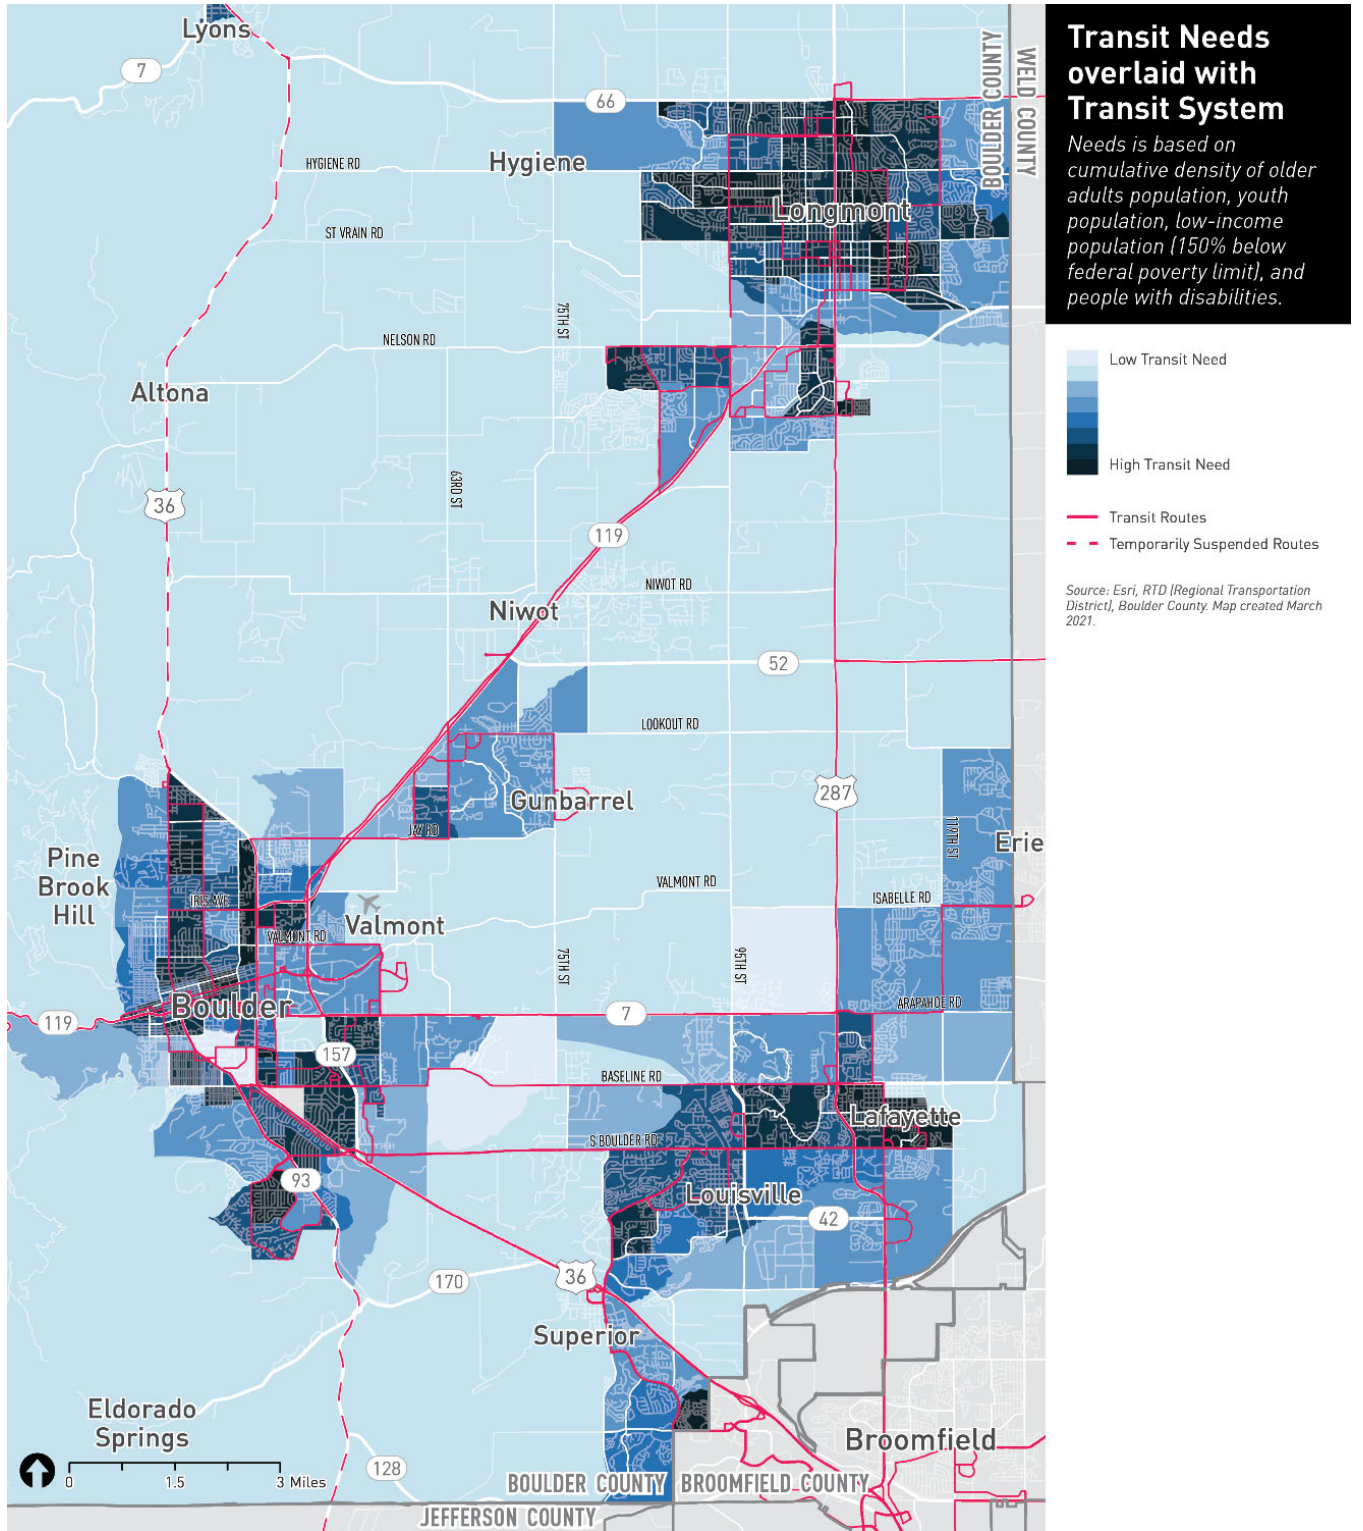 Transit Needs
overlaid with
Transit System
Needs is based on
cumulative density of older
adults population, youth
population, low-income
population (150% below
federal poverty limit), and
people with disabilities.
Low Transit Need
High Transit Need
Transit Routes
Temporarily Suspended Routes
Source: Esri, RTD (Regional Transportation
District), Boulder County. Map created March
2021.
Lyons
7
66
BOULDER COUNTY
WELD COUNTY
HYGIENE RD
Hygiene
Longmont
ST VRAIN RD
75TH ST
NELSON RD
Altona
63RD ST
36
119
NIWOT RD
Niwot
52
LOOKOUT RD
287
Gunbarrel
JAY RD
119TH ST
Erie
Pine
Brook
Hill
VALMONT RD
IRIS AVE
ISABELLE RD
Valmont
VALMONT RD
75TH ST
95TH ST
Boulder
ARAPAHOE RD
119
7
157
BASELINE RD
Lafayette
S BOULDER RD
93
Louisville
42
170
36
Superior
Eldorado
Springs
Broomfield
0
1.5
3 Miles
128
BOULDER COUNTY
BROOMFIELD COUNTY
JEFFERSON COUNTY